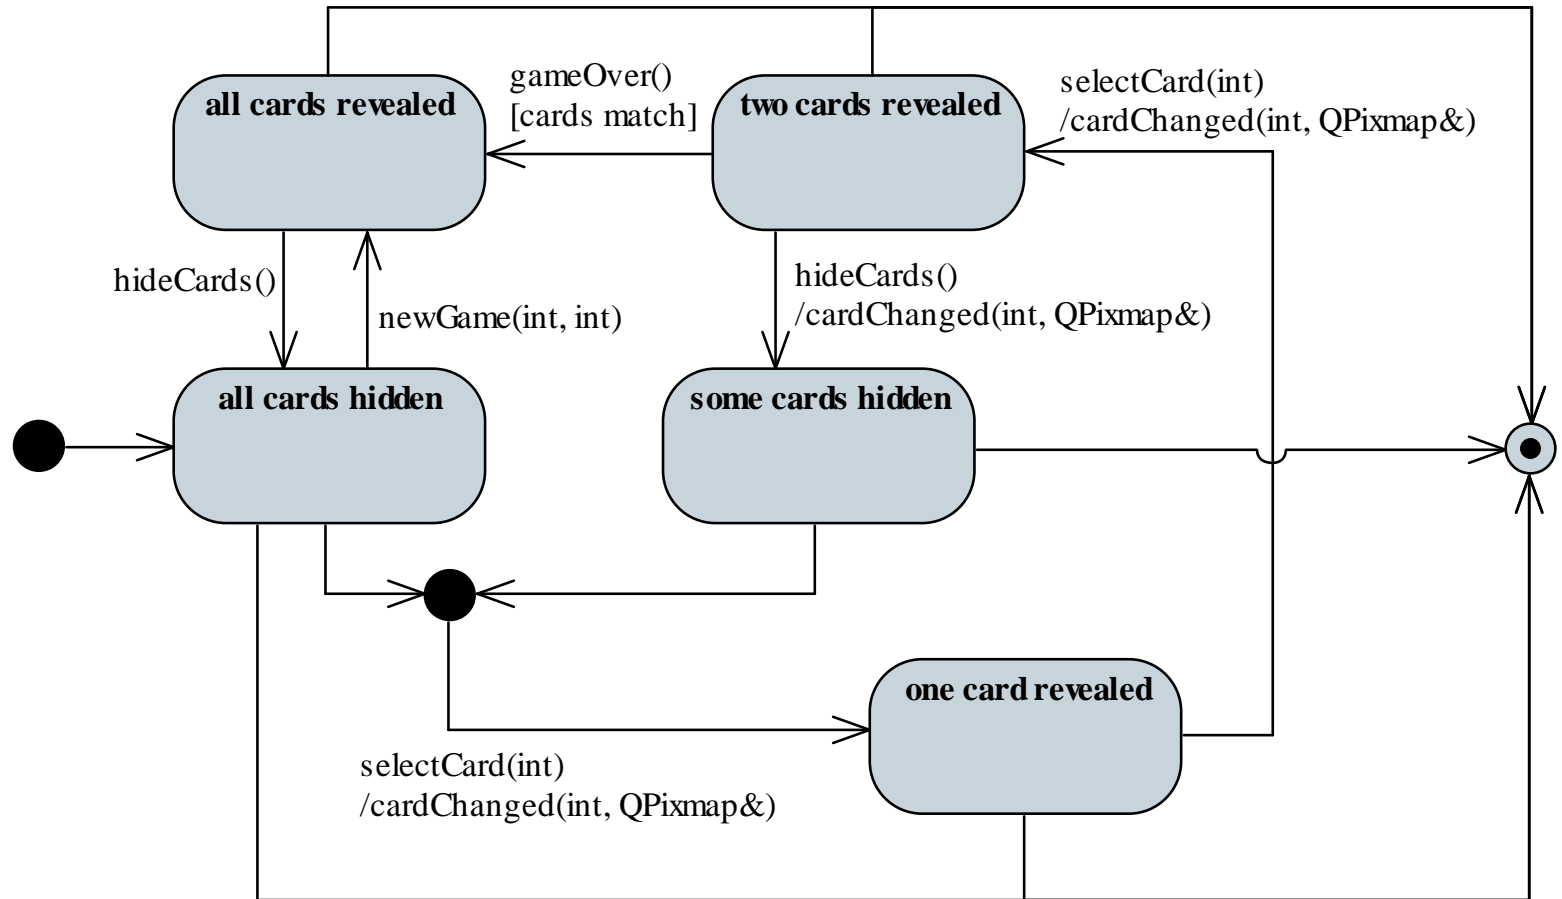 gameOver()
[cards match]
selectCard(int)
/cardChanged(int, QPixmap&)
all cards revealed
two cards revealed
hideCards()
newGame(int, int)
hideCards()
/cardChanged(int, QPixmap&)
all cards hidden
some cards hidden
one card revealed
selectCard(int)
/cardChanged(int, QPixmap&)